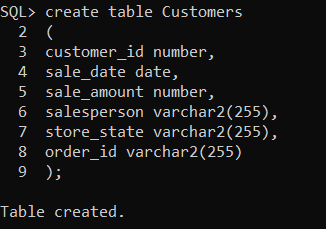 SQL> create table Customers
2 (
3 customer_id number,
4 sale_date date,
5 sale_amount number,
6 salesperson varchar2(255),
7 store_state varchar2(255),
8 order_id varchar2(255)
9 );
Table created.